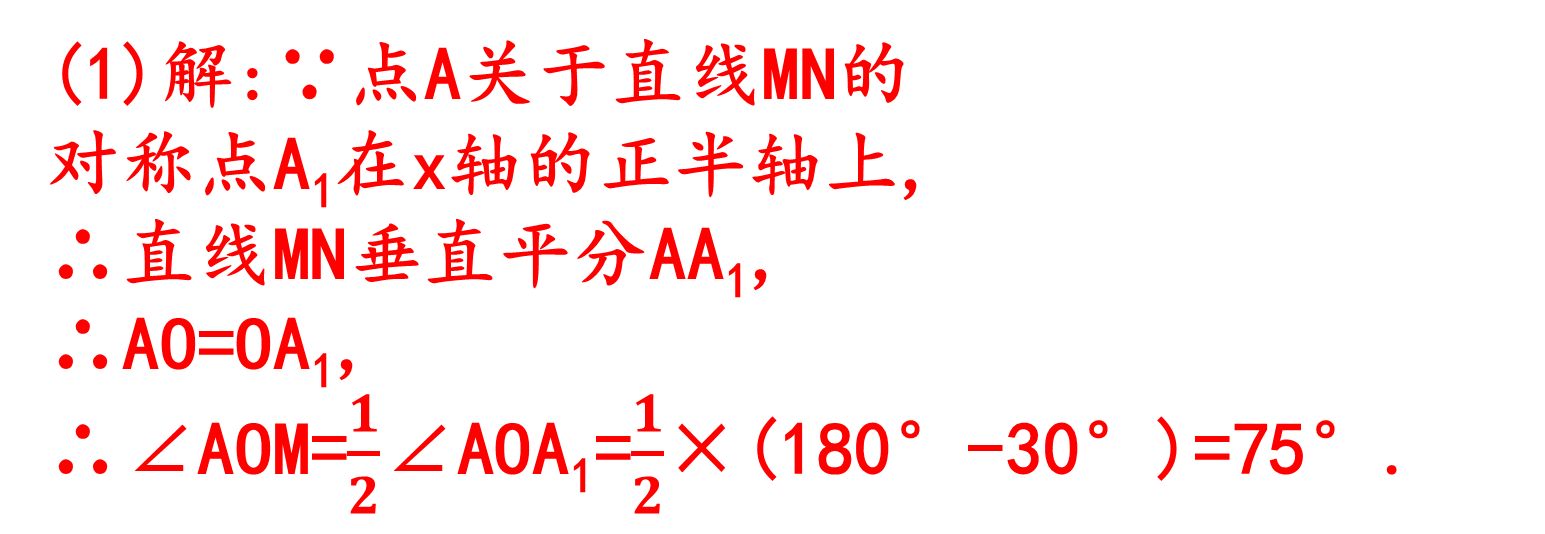 (1)解:∵点A关于直线MN的
对称点A₁在x轴的正半轴上,
∴直线MN垂直平分AA₁,
∴AO=OA₁,
∴∠AOM=1/2∠AOA₁=1/2×(180°-30°)=75°.